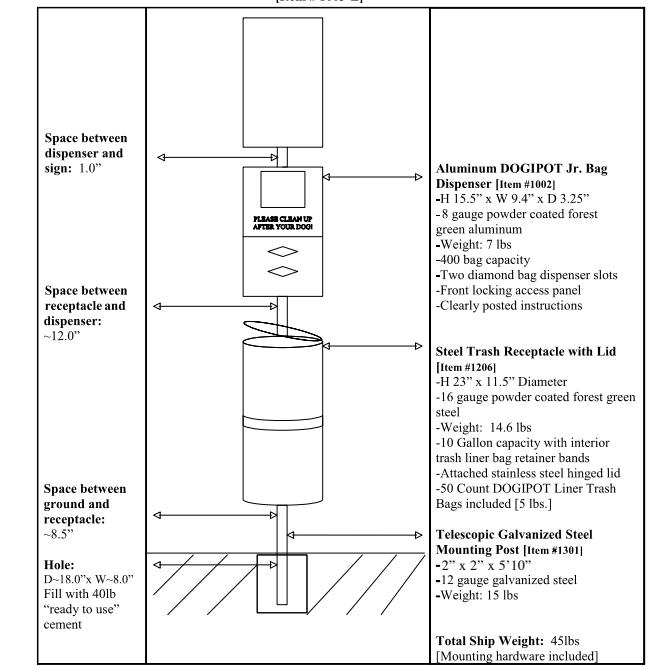 Space between
dispenser and
sign: 1.0”
Space between
receptacle and
dispenser:
~12.0”
Space between
ground and
receptacle:
~8.5”
Hole:
D~18.0”x W~8.0”
Fill with 40lb
“ready to use”
cement
PLEASE CLEAN UP
AFTER YOUR DOG!
Aluminum DOGIPOT Jr. Bag
Dispenser [Item #1002]
-H 15.5” x W 9.4” x D 3.25”
-8 gauge powder coated forest
green aluminum
-Weight: 7 lbs
-400 bag capacity
-Two diamond bag dispenser slots
-Front locking access panel
-Clearly posted instructions
Steel Trash Receptacle with Lid
[Item #1206]
-H 23” x 11.5” Diameter
-16 gauge powder coated forest green
steel
-Weight: 14.6 lbs
-10 Gallon capacity with interior
trash liner bag retainer bands
-Attached stainless steel hinged lid
-50 Count DOGIPOT Liner Trash
Bags included [5 lbs.]
Telescopic Galvanized Steel
Mounting Post [Item #1301]
-2” x 2” x 5’10”
-12 gauge galvanized steel
-Weight: 15 lbs
Total Ship Weight: 45lbs
[Mounting hardware included]